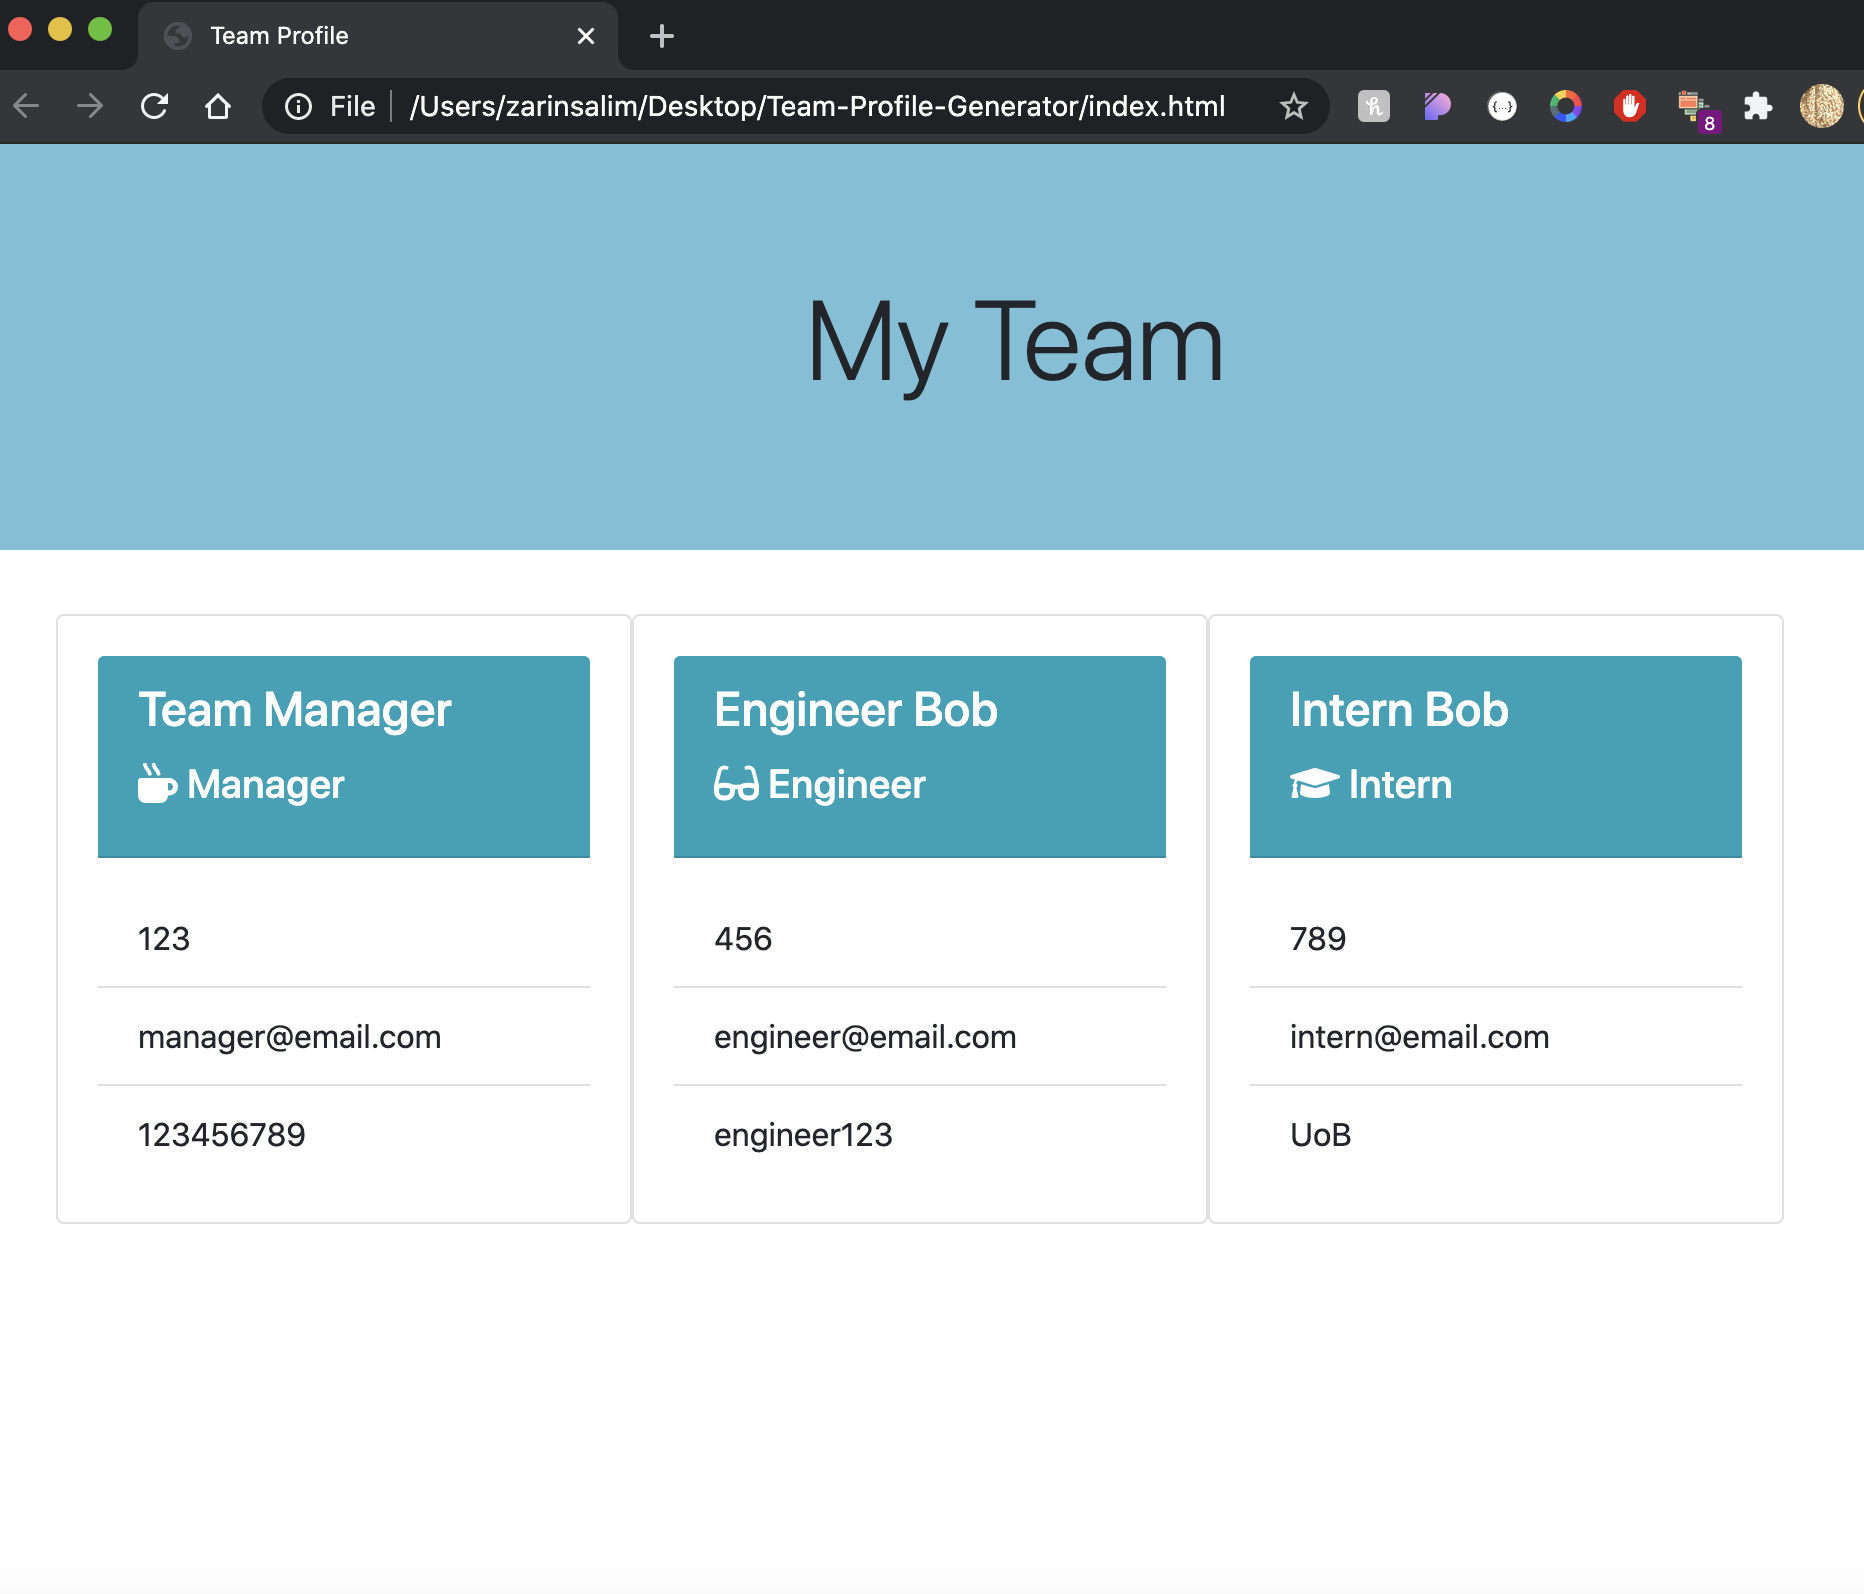 Team Profile
File /Users/zarinsalim/Desktop/Team-Profile-Generator/index.html
{...}
8
My Team
Team Manager
Manager
123
manager@email.com
123456789
Engineer Bob
Engineer
456
engineer@email.com
engineer123
Intern Bob
Intern
789
intern@email.com
UoB